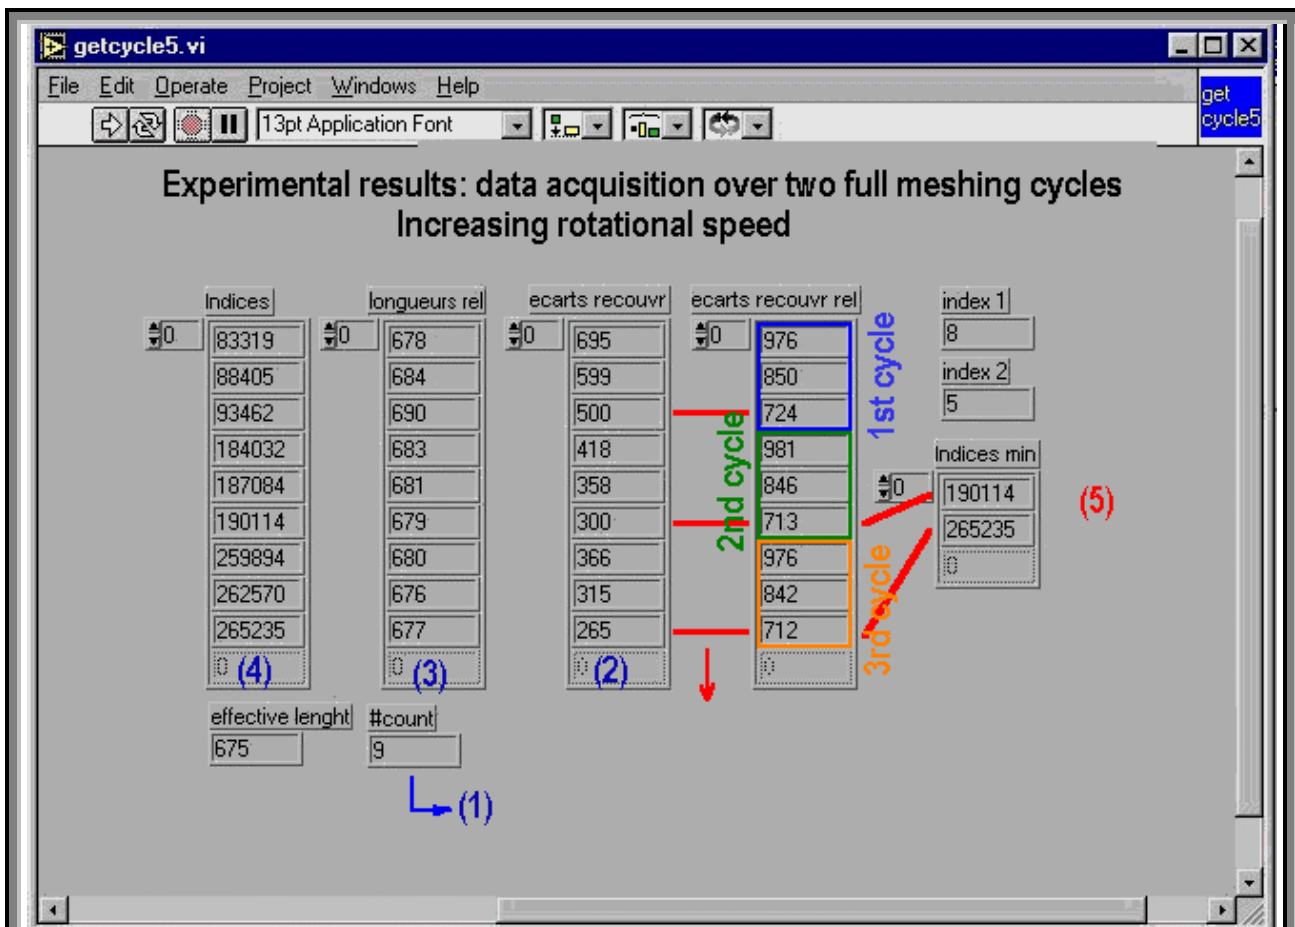 getcycle5.vi
File Edit Operate Project Windows Help
get
cycle5
13pt Application Font
Experimental results: data acquisition over two full meshing cycles
Increasing rotational speed
Indices longueurs rel ecarts recouvr ecarts recouvr rel index 1
0 83319 0 678 0 695 0 976 8
88405 684 599 850 index 2
93462 690 500 724 5
1st cycle
184032 683 418 981 Indices min
187084 681 358 846 0 190114 (5)
190114 679 300 713 265235
2nd cycle
259894 680 366 976 0
262570 676 315 842
265235 677 265 712
3rd cycle
0 (4) 0 (3) 0 (2) 0
effective lenght #count
675 9
(1)